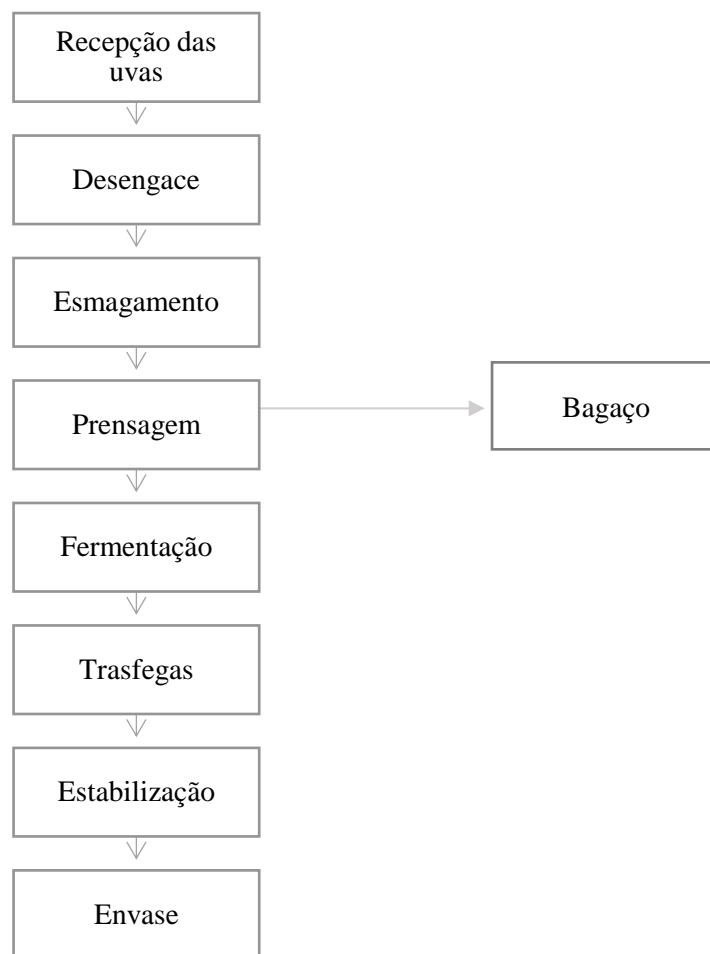 Recepção das
uvas
Desengace
Esmagamento
Prensagem
Bagaço
Fermentação
Trasfegas
Estabilização
Envase